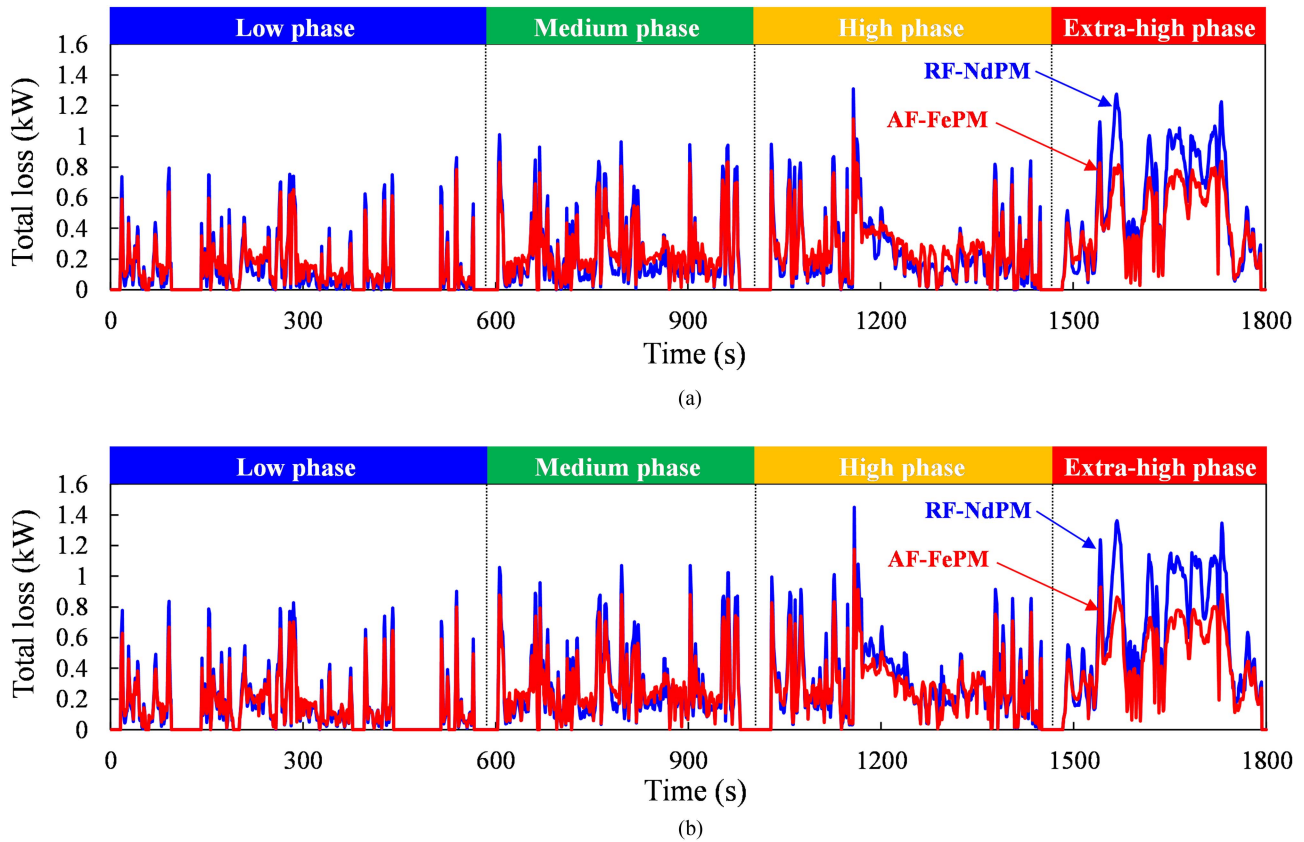 Low phase Medium phase High phase Extra-high phase
1.6
1.4
1.2
1
0.8
0.6
0.4
0.2
0
Total loss (kW)
RF-NdPM
AF-FePM
0 300 600 900 1200 1500 1800
Time (s)
(a)
Low phase Medium phase High phase Extra-high phase
1.6
1.4
1.2
1
0.8
0.6
0.4
0.2
0
Total loss (kW)
RF-NdPM
AF-FePM
0 300 600 900 1200 1500 1800
Time (s)
(b)